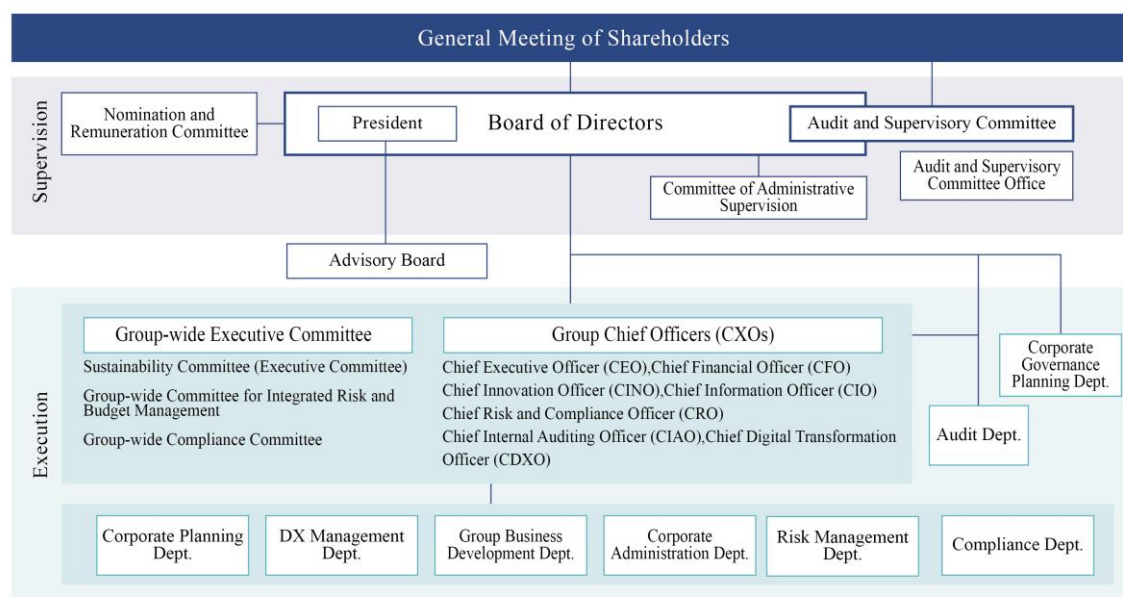 General Meeting of Shareholders
Supervision
Nomination and
Remuneration Committee
President
Board of Directors
Audit and Supervisory Committee
Audit and Supervisory
Committee Office
Committee of Administrative
Supervision
Advisory Board
Execution
Group-wide Executive Committee
Sustainability Committee (Executive Committee)
Group-wide Committee for Integrated Risk and
Budget Management
Group-wide Compliance Committee
Group Chief Officers (CXOs)
Chief Executive Officer (CEO),Chief Financial Officer (CFO)
Chief Innovation Officer (CINO),Chief Information Officer (CIO)
Chief Risk and Compliance Officer (CRO)
Chief Internal Auditing Officer (CIAO),Chief Digital Transformation
Officer (CDXO)
Corporate
Governance
Planning Dept.
Audit Dept.
Corporate Planning
Dept.
DX Management
Dept.
Group Business
Development Dept.
Corporate
Administration Dept.
Risk Management
Dept.
Compliance Dept.